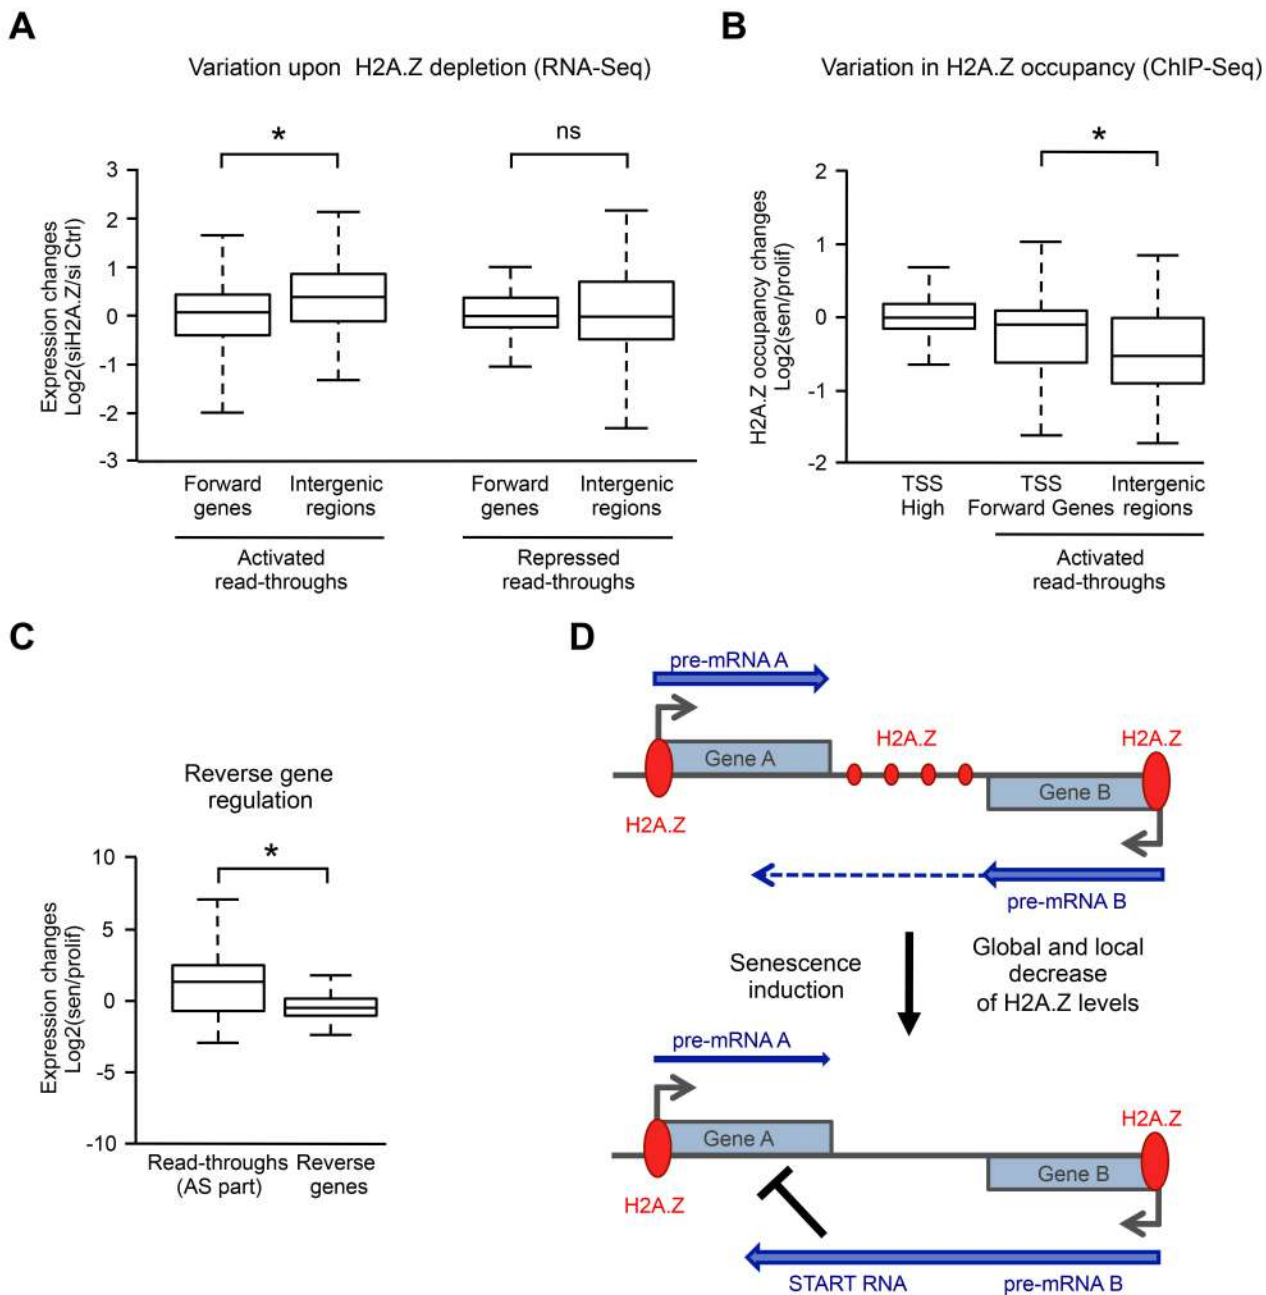 A
Variation upon H2A.Z depletion (RNA-Seq)
*
ns
Expression changes
Log2(siH2A.Z/si Ctrl)
3
2
1
0
-1
-2
-3
Forward
genes
Intergenic
regions
Forward
genes
Intergenic
regions
Activated
read-throughs
Repressed
read-throughs
B
Variation in H2A.Z occupancy (ChIP-Seq)
*
H2A.Z occupancy changes
Log2(sen/prolif)
2
1
0
-1
-2
TSS
High
TSS
Forward Genes
Intergenic
regions
Activated
read-throughs
C
Reverse gene
regulation
*
Expression changes
Log2(sen/prolif)
10
5
0
-5
-10
Read-throughs
(AS part)
Reverse
genes
D
pre-mRNA A
Gene A
H2A.Z
H2A.Z
H2A.Z
Gene B
pre-mRNA B
Senescence
induction
Global and local
decrease
of H2A.Z levels
pre-mRNA A
Gene A
H2A.Z
H2A.Z
Gene B
START RNA
pre-mRNA B